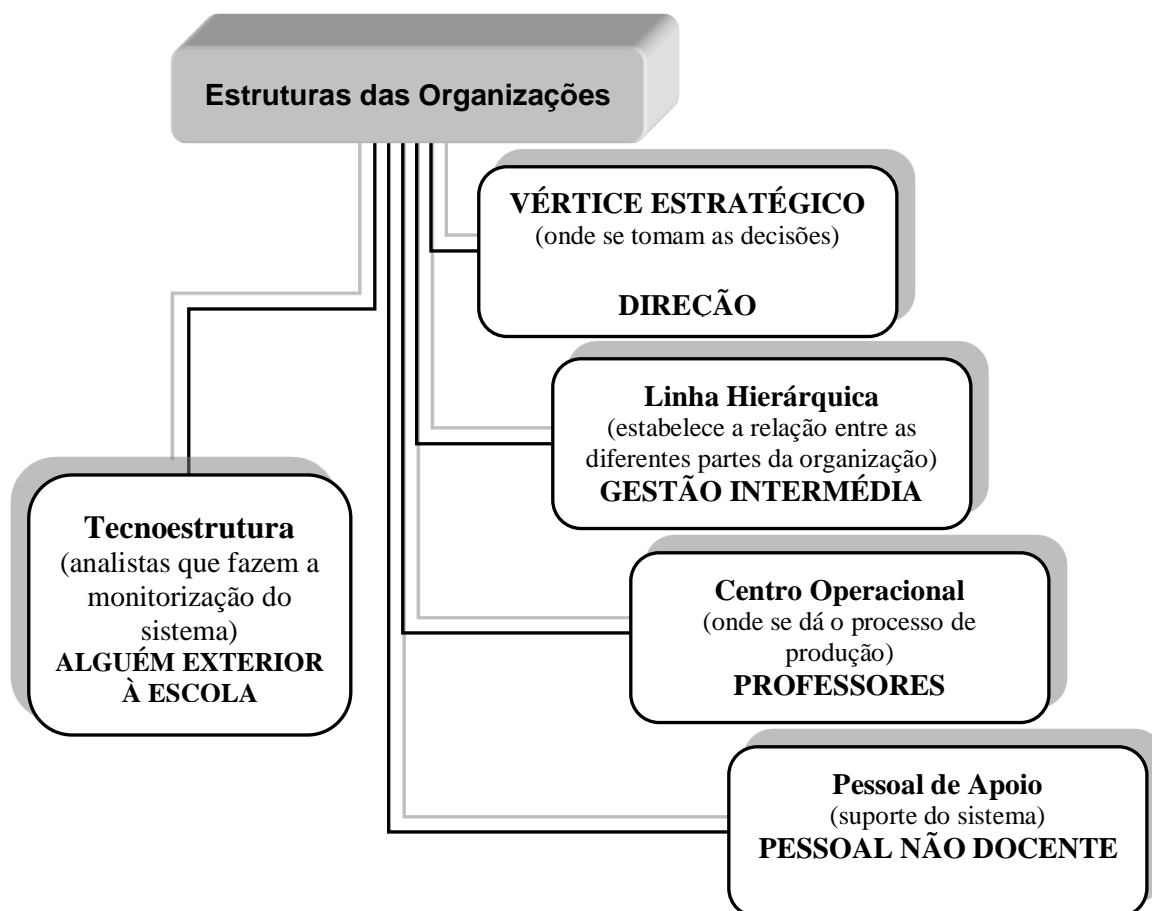 Estruturas das Organizações
VÉRTICE ESTRATÉGICO
(onde se tomam as decisões)
DIREÇÃO
Linha Hierárquica
(estabelece a relação entre as
diferentes partes da organização)
GESTÃO INTERMÉDIA
Tecnoestrutura
(analistas que fazem a
monitorização do
sistema)
ALGUÉM EXTERIOR
À ESCOLA
Centro Operacional
(onde se dá o processo de
produção)
PROFESSORES
Pessoal de Apoio
(suporte do sistema)
PESSOAL NÃO DOCENTE